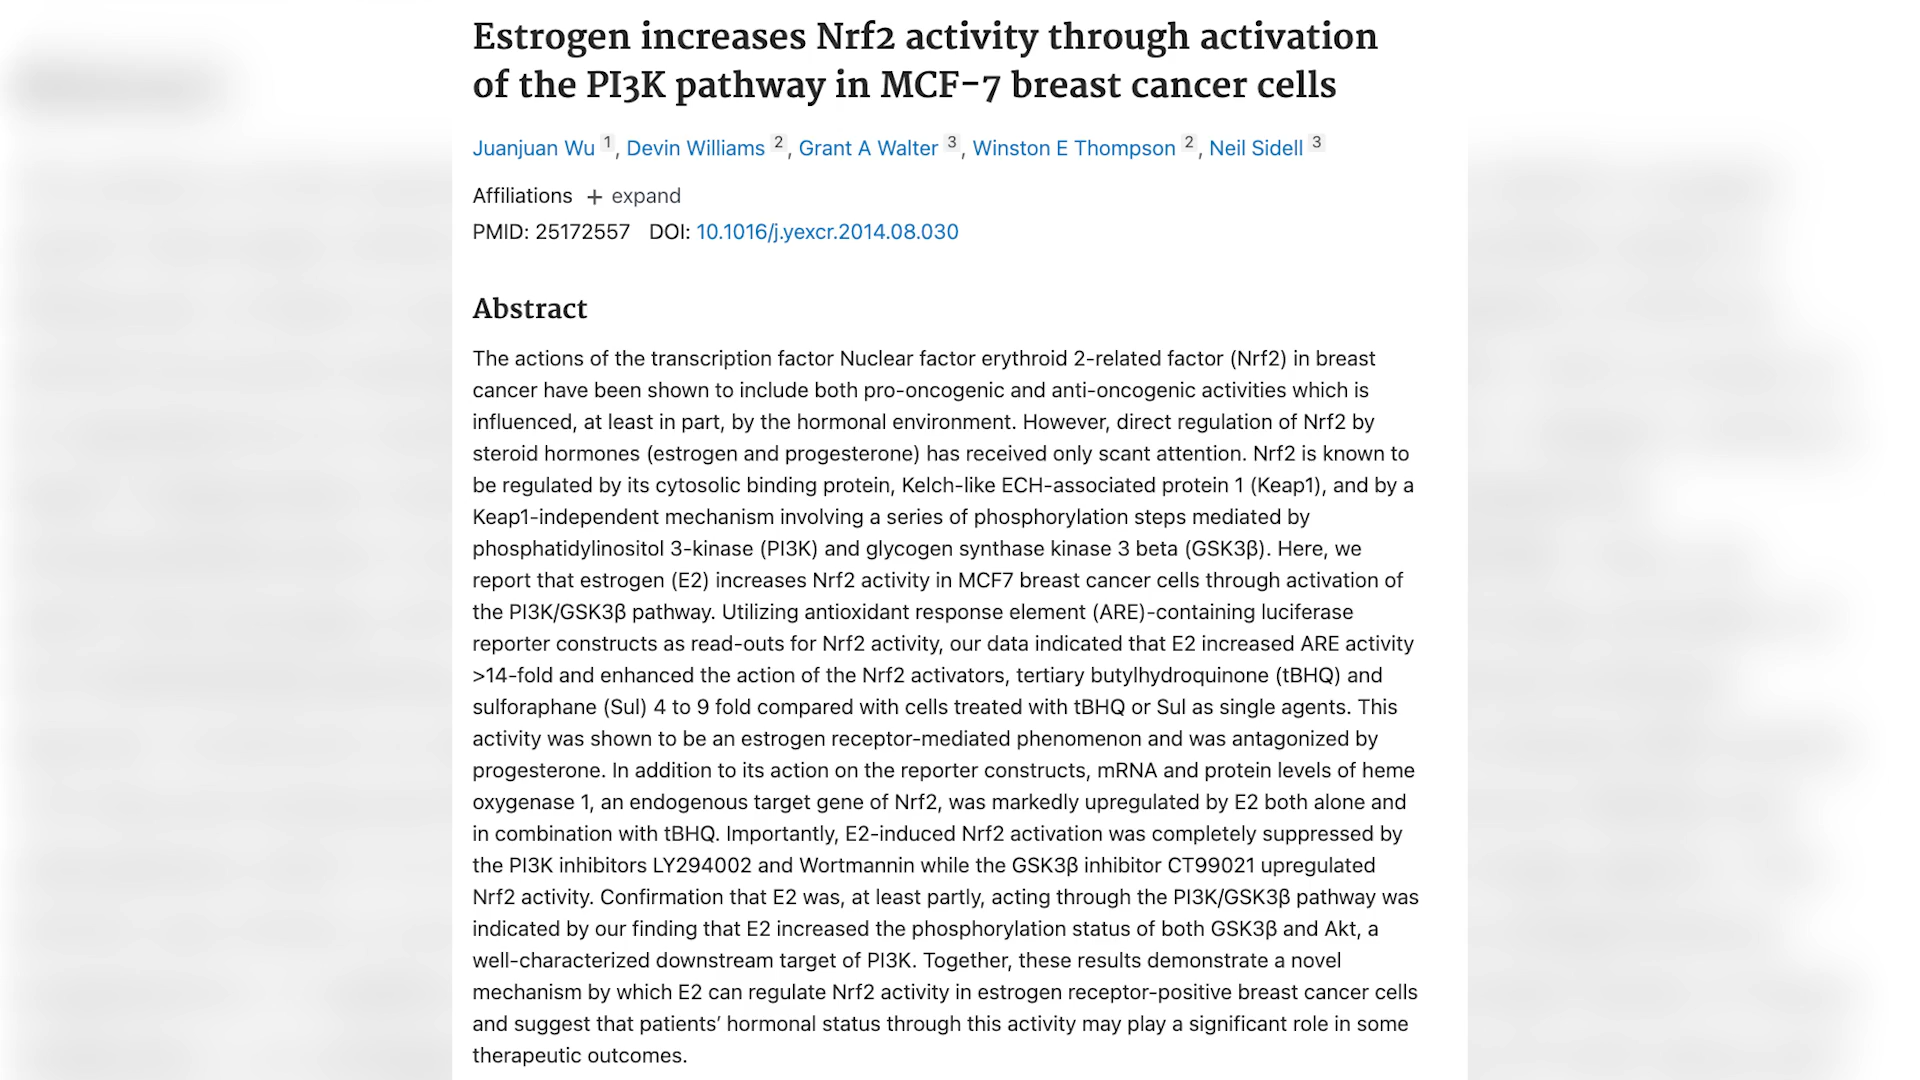 Estrogen increases Nrf2 activity through activation
of the PI3K pathway in MCF-7 breast cancer cells
Juanjuan Wu 1, Devin Williams 2, Grant A Walter 3, Winston E Thompson 2, Neil Sidell 3
Affiliations + expand
PMID: 25172557 DOI: 10.1016/j.yexcr.2014.08.030
Abstract
The actions of the transcription factor Nuclear factor erythroid 2-related factor (Nrf2) in breast
cancer have been shown to include both pro-oncogenic and anti-oncogenic activities which is
influenced, at least in part, by the hormonal environment. However, direct regulation of Nrf2 by
steroid hormones (estrogen and progesterone) has received only scant attention. Nrf2 is known to
be regulated by its cytosolic binding protein, Kelch-like ECH-associated protein 1 (Keap1), and by a
Keap1-independent mechanism involving a series of phosphorylation steps mediated by
phosphatidylinositol 3-kinase (PI3K) and glycogen synthase kinase 3 beta (GSK3β). Here, we
report that estrogen (E2) increases Nrf2 activity in MCF7 breast cancer cells through activation of
the PI3K/GSK3β pathway. Utilizing antioxidant response element (ARE)-containing luciferase
reporter constructs as read-outs for Nrf2 activity, our data indicated that E2 increased ARE activity
>14-fold and enhanced the action of the Nrf2 activators, tertiary butylhydroquinone (tBHQ) and
sulforaphane (Sul) 4 to 9 fold compared with cells treated with tBHQ or Sul as single agents. This
activity was shown to be an estrogen receptor-mediated phenomenon and was antagonized by
progesterone. In addition to its action on the reporter constructs, mRNA and protein levels of heme
oxygenase 1, an endogenous target gene of Nrf2, was markedly upregulated by E2 both alone and
in combination with tBHQ. Importantly, E2-induced Nrf2 activation was completely suppressed by
the PI3K inhibitors LY294002 and Wortmannin while the GSK3β inhibitor CT99021 upregulated
Nrf2 activity. Confirmation that E2 was, at least partly, acting through the PI3K/GSK3β pathway was
indicated by our finding that E2 increased the phosphorylation status of both GSK3β and Akt, a
well-characterized downstream target of PI3K. Together, these results demonstrate a novel
mechanism by which E2 can regulate Nrf2 activity in estrogen receptor-positive breast cancer cells
and suggest that patients' hormonal status through this activity may play a significant role in some
therapeutic outcomes.